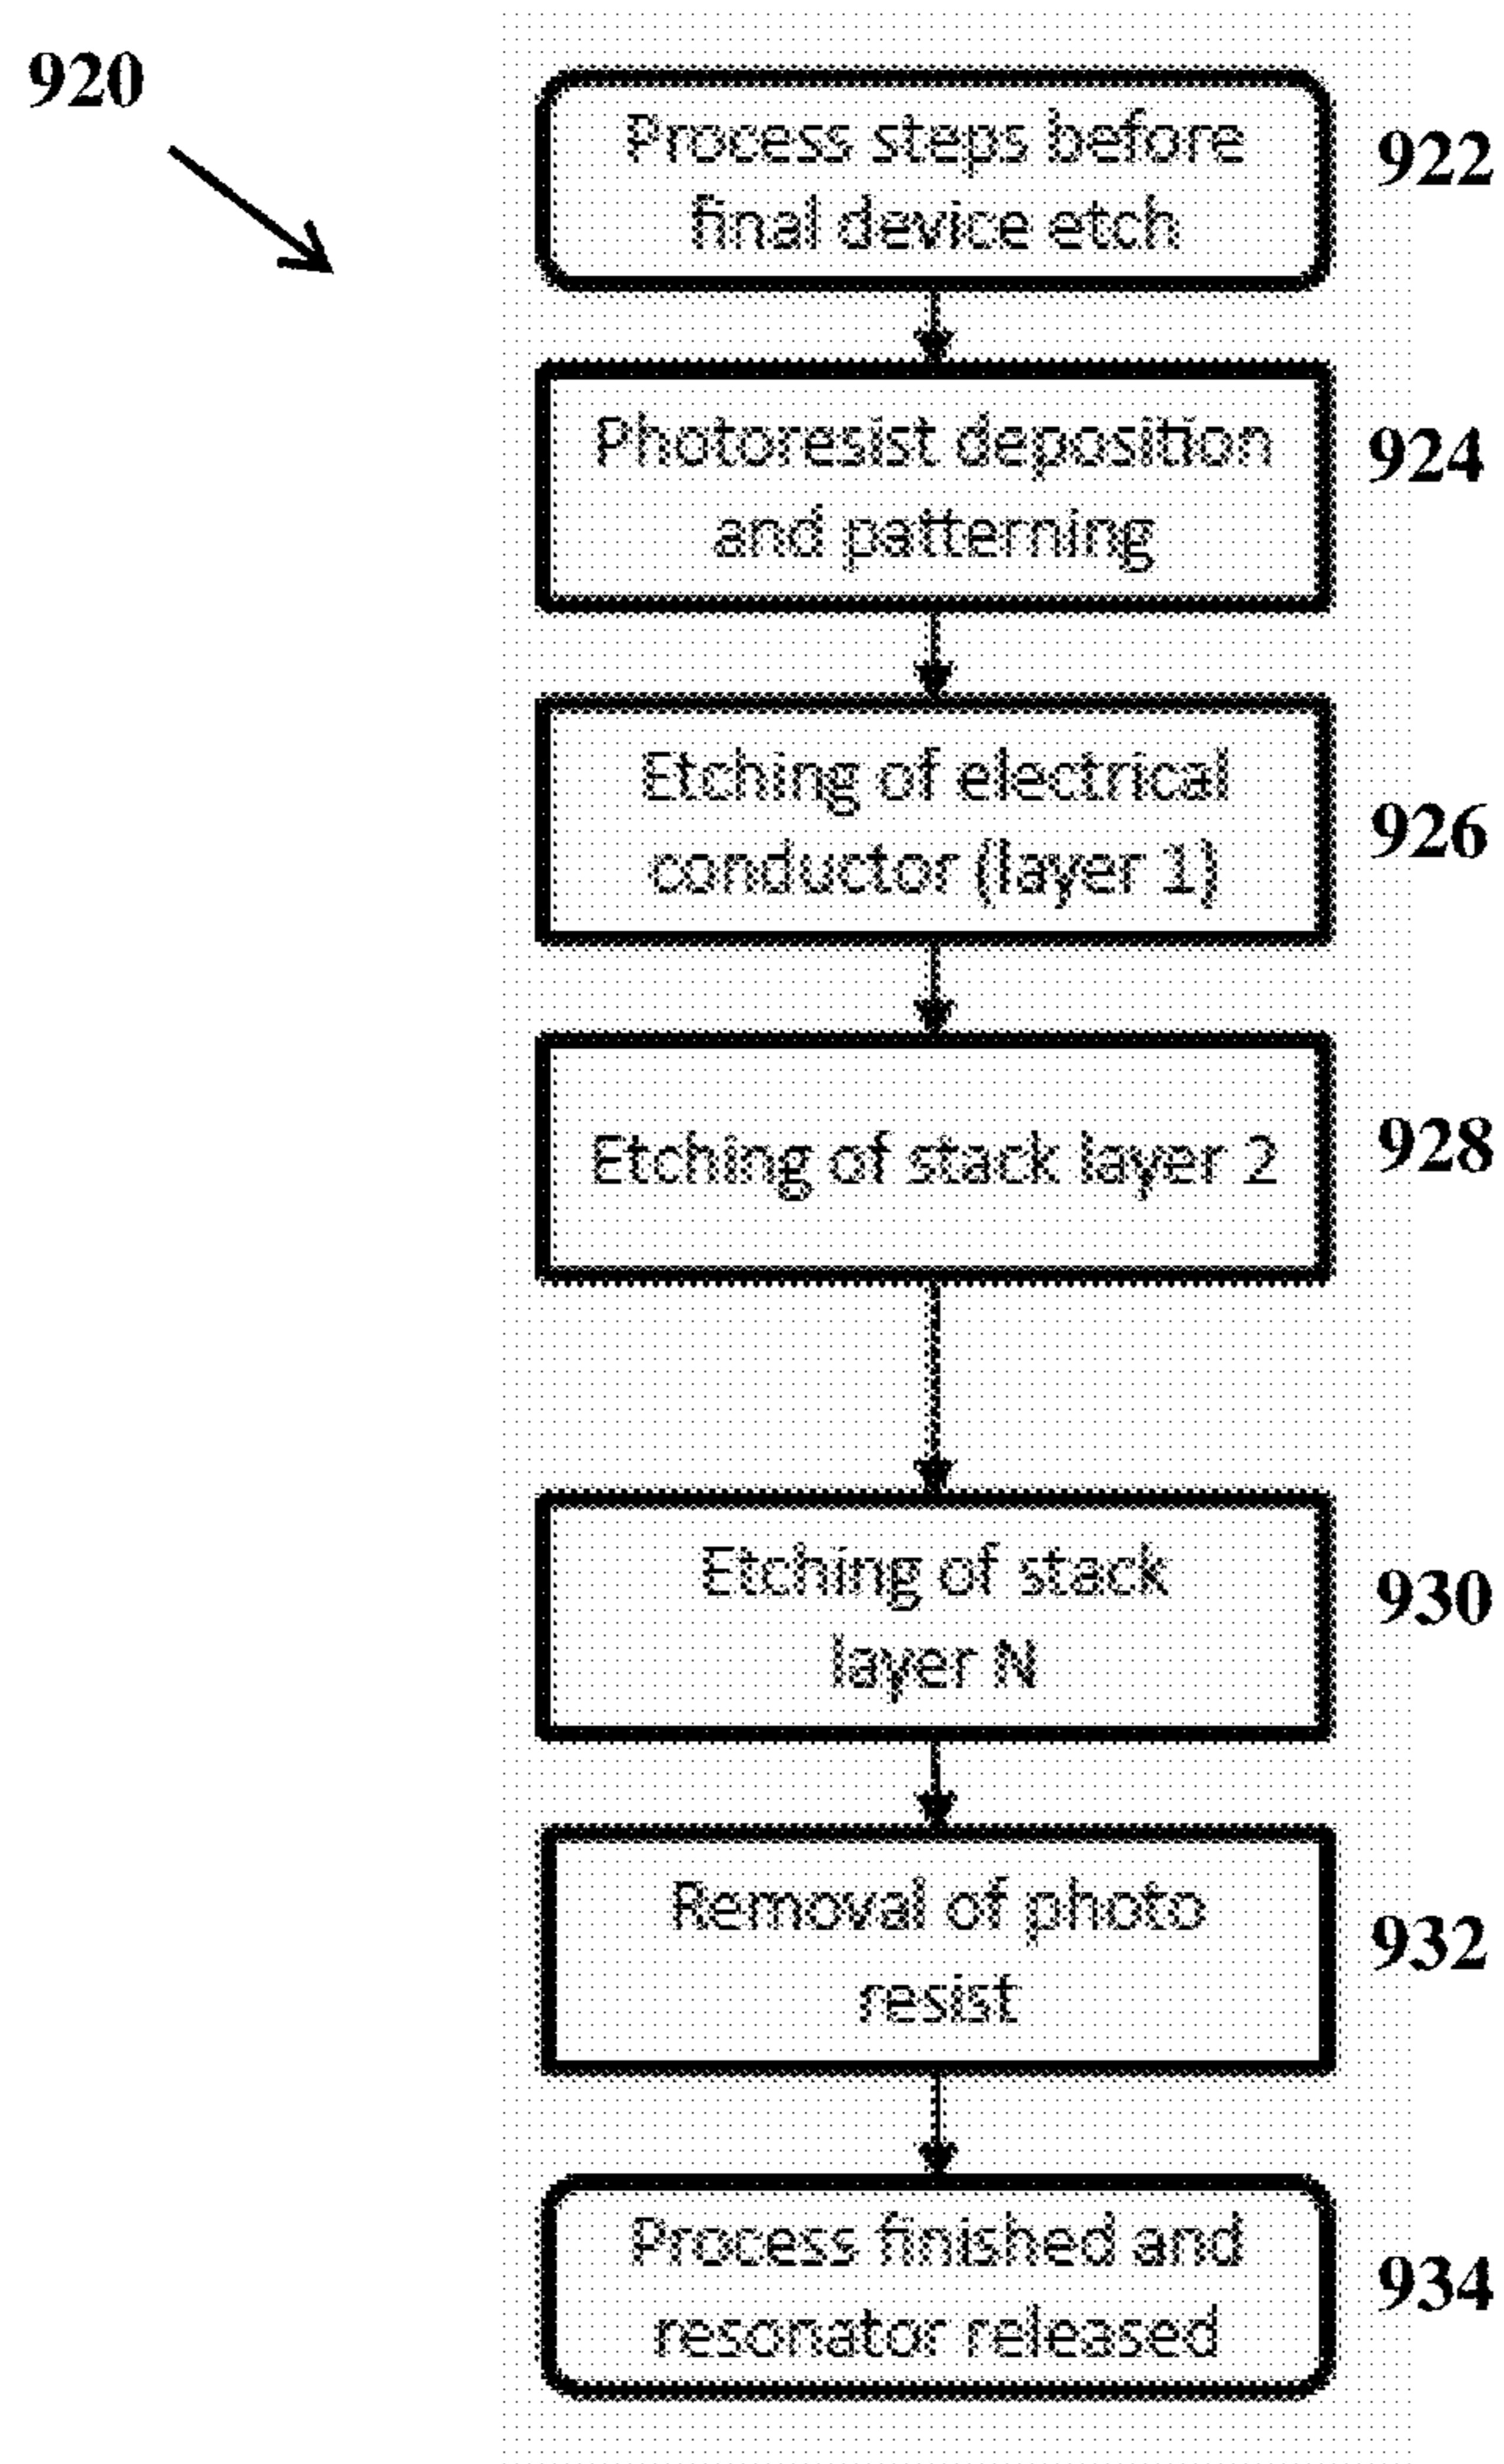 920
Process steps before
final device etch
922
Photoresist deposition
and patterning
924
Etching of electrical
conductor (layer 1)
926
Etching of stack layer 2
928
Etching of stack
layer N
930
Removal of photo
resist
932
Process finished and
resonator released
934